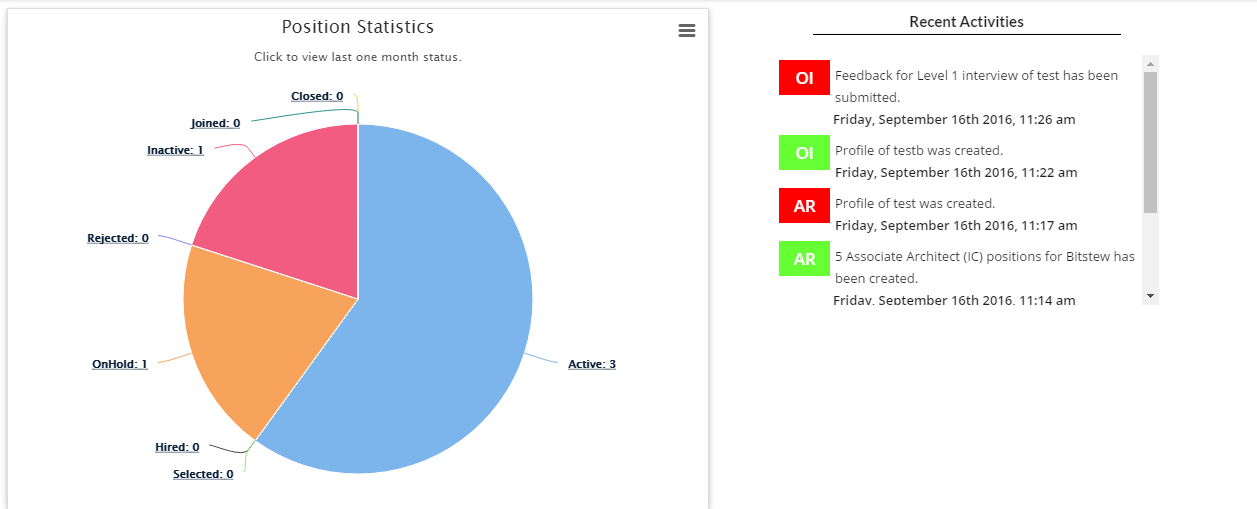 Position Statistics
Click to view last one month status.
Closed: 0
Joined: 0
Inactive: 1
Rejected: 0
OnHold: 1
Active: 3
Hired: 0
Selected: 0
Recent Activities
OI
Feedback for Level 1 interview of test has been
submitted.
Friday, September 16th 2016, 11:26 am
OI
Profile of testb was created.
Friday, September 16th 2016, 11:22 am
AR
Profile of test was created.
Friday, September 16th 2016, 11:17 am
AR
5 Associate Architect (IC) positions for Bitstew has
been created.
Friday, September 16th 2016, 11:14 am